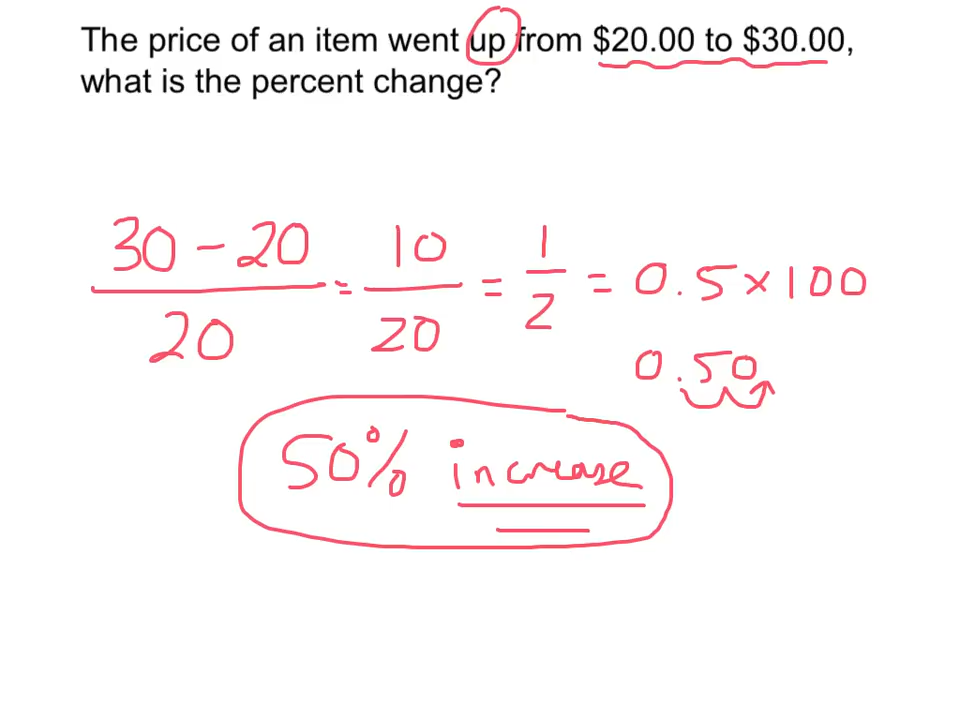 The price of an item went up from $20.00 to $30.00,
what is the percent change?
30 - 20 / 20 = 10 / 20 = 1 / 2 = 0.5 × 100
0.50
50% increase